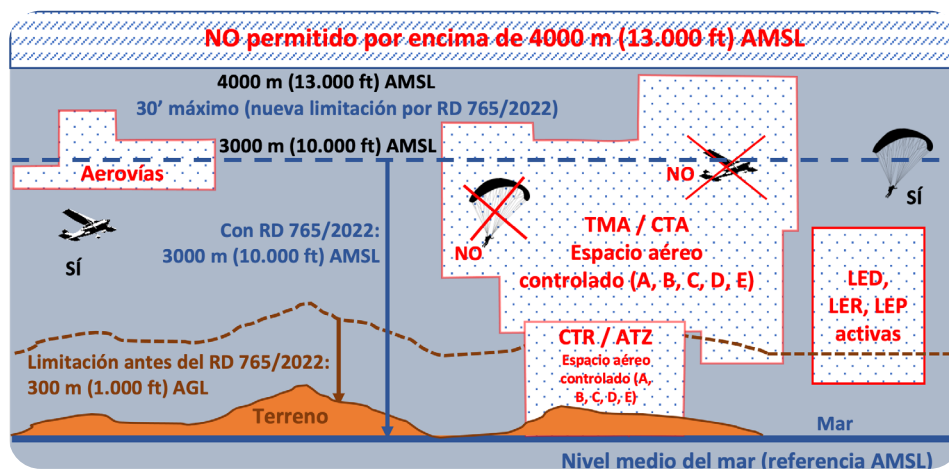 NO permitido por encima de 4000 m (13.000 ft) AMSL
4000 m (13.000 ft) AMSL
30' máximo (nueva limitación por RD 765/2022)
3000 m (10.000 ft) AMSL
Aerovías
SÍ
Con RD 765/2022:
3000 m (10.000 ft) AMSL
NO
NO
SÍ
TMA / CTA
Espacio aéreo
controlado (A, B, C, D, E)
LED,
LER, LEP
activas
CTR / ATZ
Espacio aéreo
controlado (A,
B, C, D, E)
Limitación antes del RD 765/2022:
300 m (1.000 ft) AGL
Terreno
Mar
Nivel medio del mar (referencia AMSL)